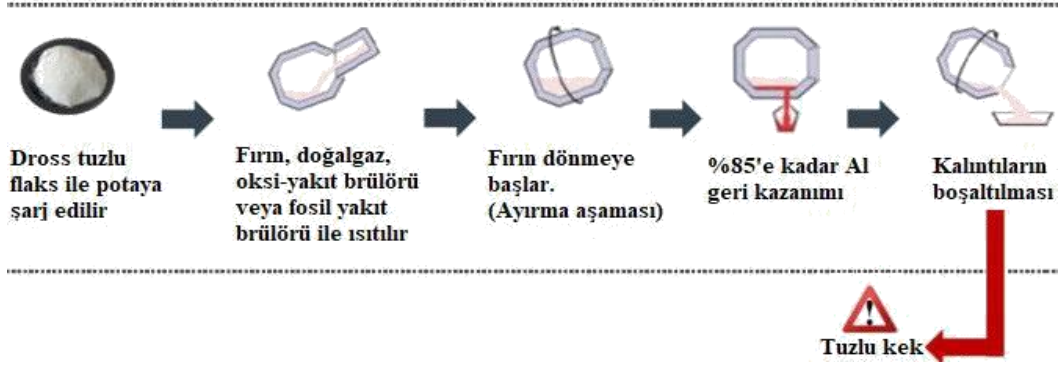 Dross tuzlu
flaks ile potaya
şarj edilir
Fırın, doğalgaz,
oksi-yakıt brülörü
veya fosil yakıt
brülörü ile ısıtılır
Fırın dönmeye
başlar.
(Ayırma aşaması)
%85'e kadar Al
geri kazanımı
Kalıntıların
boşaltılması
Tuzlu kek